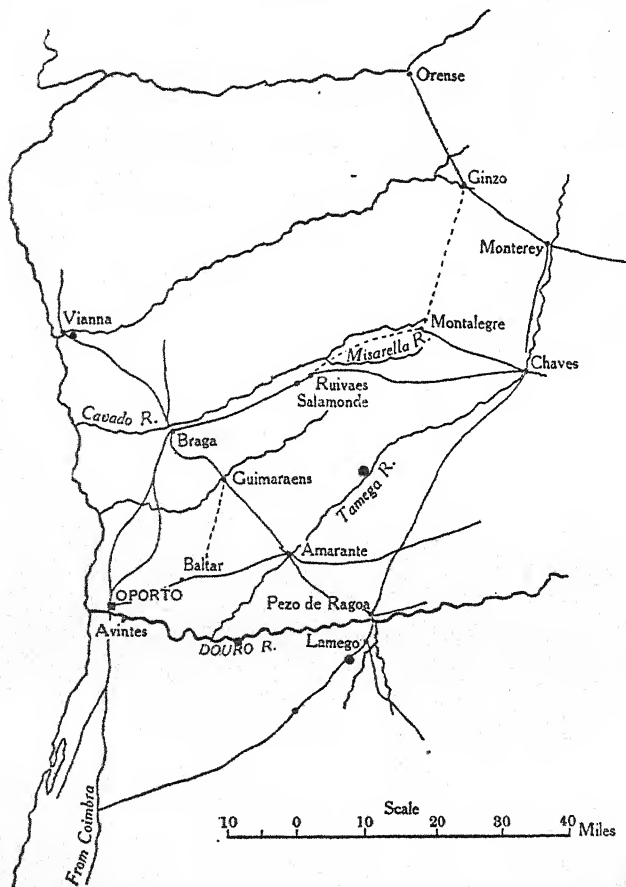 Orense
Ginzo
Monterey
Vianna
Montalegre
Misarella R.
Chaves
Ruivaes
Salamonde
Cavado R.
Braga
Guimaraens
Tamega R.
Baltar
Amarante
OPORTO
Pezo de Ragoa
Avintes
DOURO R.
Lamego
From Coimbra
Scale
10 0 10 20 30 40 Miles